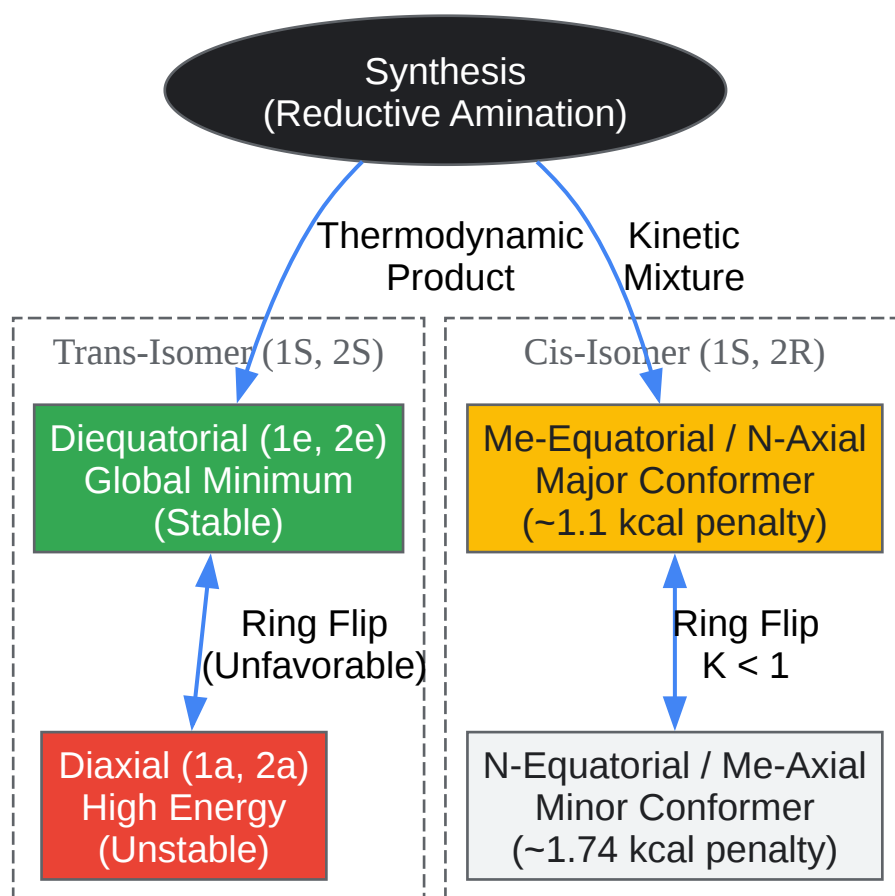 Synthesis
(Reductive Amination)
Thermodynamic
Product
Kinetic
Mixture
Trans-Isomer (1S, 2S)
Diequatorial (1e, 2e)
Global Minimum
(Stable)
Ring Flip
(Unfavorable)
Diaxial (1a, 2a)
High Energy
(Unstable)
Cis-Isomer (1S, 2R)
Me-Equatorial / N-Axial
Major Conformer
(~1.1 kcal penalty)
Ring Flip
K < 1
N-Equatorial / Me-Axial
Minor Conformer
(~1.74 kcal penalty)